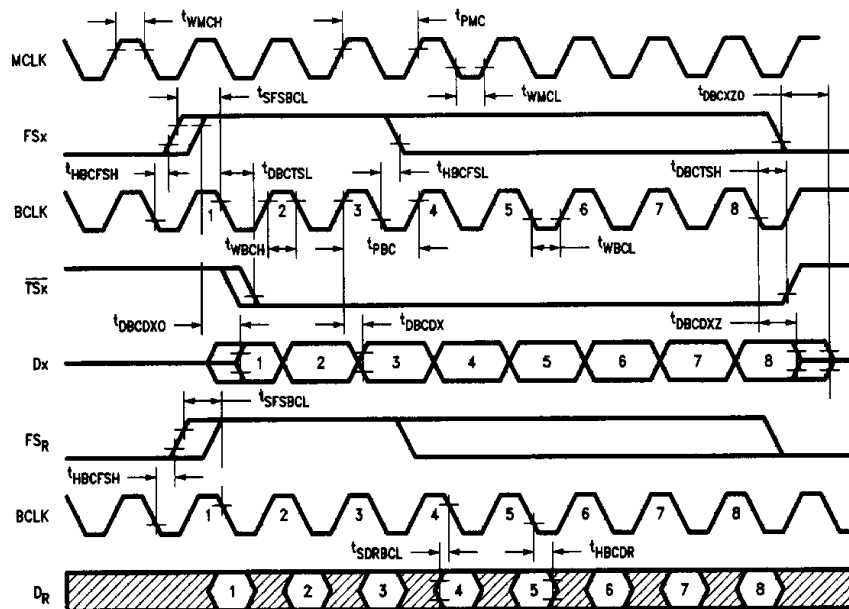 tWMCH
tPMC
MCLK
tSFSBCL
tWMCL
tDBCXZO
FSx
tHBCFSH
tDBCTSL
tHBCFSL
tDBCTSH
BCLK
1 2 3 4 5 6 7 8
tWBCH
tPBC
tWBCL
TSx
tDBCDXO
tDBCDX
tDBCDXZ
Dx
1 2 3 4 5 6 7 8
tSFSBCL
FSR
tHBCFSH
BCLK
1 2 3 4 5 6 7 8
tSDRBCL
tHBCDR
DR
1 2 3 4 5 6 7 8